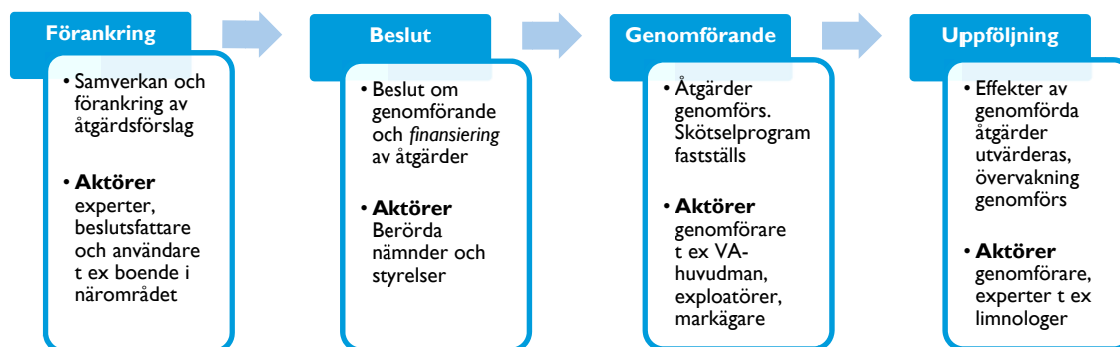 Förankring
• Samverkan och
förankring av
åtgärdsförslag
• Aktörer
experter,
beslutsfattare
och användare
t ex boende i
närområdet
Beslut
• Beslut om
genomförande
och finansiering
av åtgärder
• Aktörer
Berörda
nämnder och
styrelser
Genomförande
• Åtgärder
genomförs.
Skötselprogram
fastställs
• Aktörer
genomförare
t ex VA-
huvudman,
exploatörer,
markägare
Uppföljning
• Effekter av
genomförda
åtgärder
utvärderas,
övervakning
genomförs
• Aktörer
genomförare,
experter t ex
limnologer